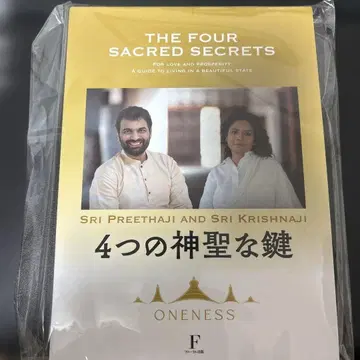 THE FOUR
SACRED SECRETS
FOR LOVE AND PROSPERITY
A GUIDE TO LIVING IN A BEAUTIFUL STATE
SRI PREETHAJI AND SRI KRISHNAJI
4つの神聖な鍵
ONENESS
F